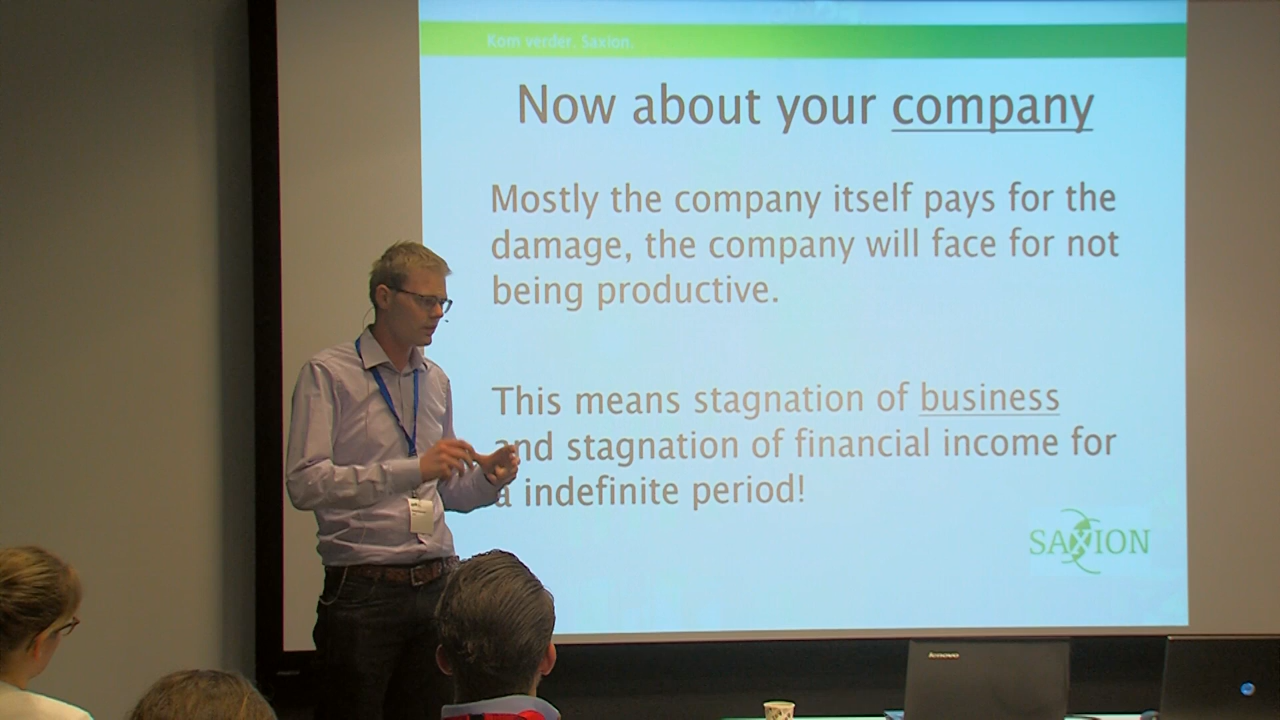 Kom verder. Saxion.
Now about your company
Mostly the company itself pays for the
damage, the company will face for not
being productive.
This means stagnation of business
and stagnation of financial income for
a indefinite period!
SAXION
lenovo